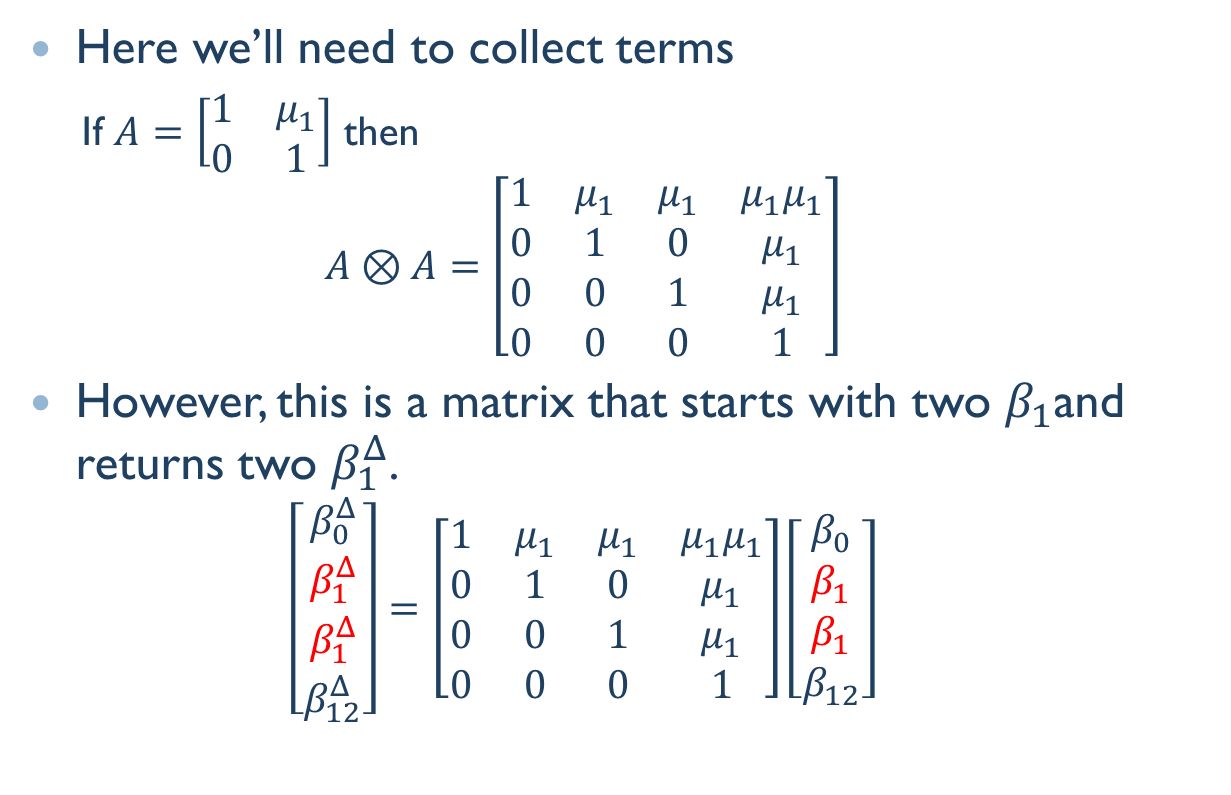 • Here we'll need to collect terms
If A = [1 μ₁; 0 1] then
A ⊗ A = [1 μ₁ μ₁ μ₁μ₁; 0 1 0 μ₁; 0 0 1 μ₁; 0 0 0 1]
• However, this is a matrix that starts with two β₁and
returns two β₁^Δ.
[β₀^Δ; β₁^Δ; β₁^Δ; β₁₂^Δ] = [1 μ₁ μ₁ μ₁μ₁; 0 1 0 μ₁; 0 0 1 μ₁; 0 0 0 1] [β₀; β₁; β₁; β₁₂]